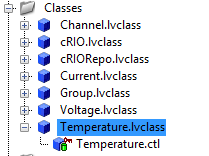 Classes
Channel.lvclass
cRIO.lvclass
cRIORepo.lvclass
Current.lvclass
Group.lvclass
Voltage.lvclass
Temperature.lvclass
Temperature.ctl